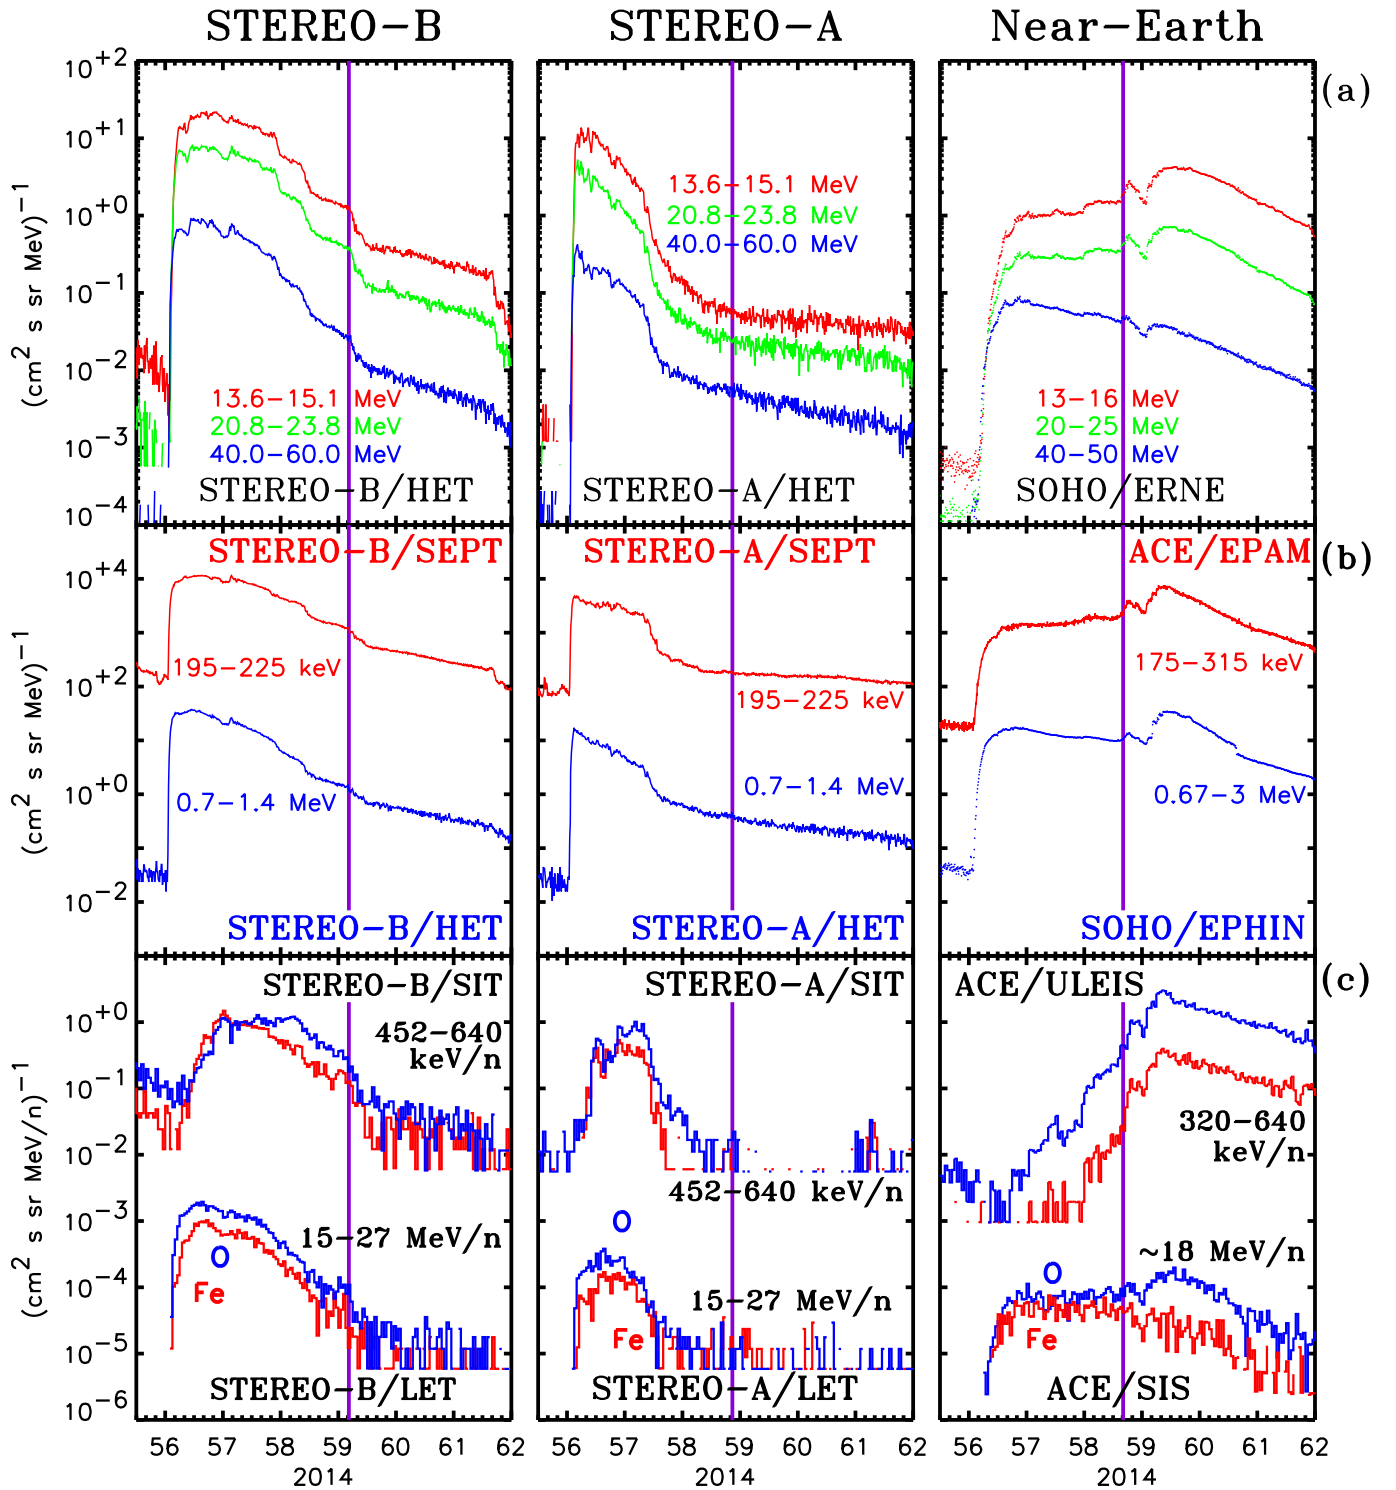 STEREO−B STEREO−A Near−Earth
(a)
(cm² s sr MeV)⁻¹
10⁺²
10⁺¹
10⁺⁰
10⁻¹
10⁻²
10⁻³
10⁻⁴
13.6−15.1 MeV
20.8−23.8 MeV
40.0−60.0 MeV
STEREO−B/HET
13.6−15.1 MeV
20.8−23.8 MeV
40.0−60.0 MeV
STEREO−A/HET
13−16 MeV
20−25 MeV
40−50 MeV
SOHO/ERNE
(b)
(cm² s sr MeV)⁻¹
10⁺⁴
10⁺²
10⁺⁰
10⁻²
STEREO−B/SEPT
195−225 keV
0.7−1.4 MeV
STEREO−B/HET
STEREO−A/SEPT
195−225 keV
0.7−1.4 MeV
STEREO−A/HET
ACE/EPAM
175−315 keV
0.67−3 MeV
SOHO/EPHIN
(c)
(cm² s sr MeV/n)⁻¹
10⁺⁰
10⁻¹
10⁻²
10⁻³
10⁻⁴
10⁻⁵
10⁻⁶
STEREO−B/SIT
452−640
keV/n
15−27 MeV/n
O
Fe
STEREO−B/LET
STEREO−A/SIT
452−640 keV/n
O
15−27 MeV/n
Fe
STEREO−A/LET
ACE/ULEIS
320−640
keV/n
~18 MeV/n
O
Fe
ACE/SIS
56 57 58 59 60 61 62
2014
56 57 58 59 60 61 62
2014
56 57 58 59 60 61 62
2014